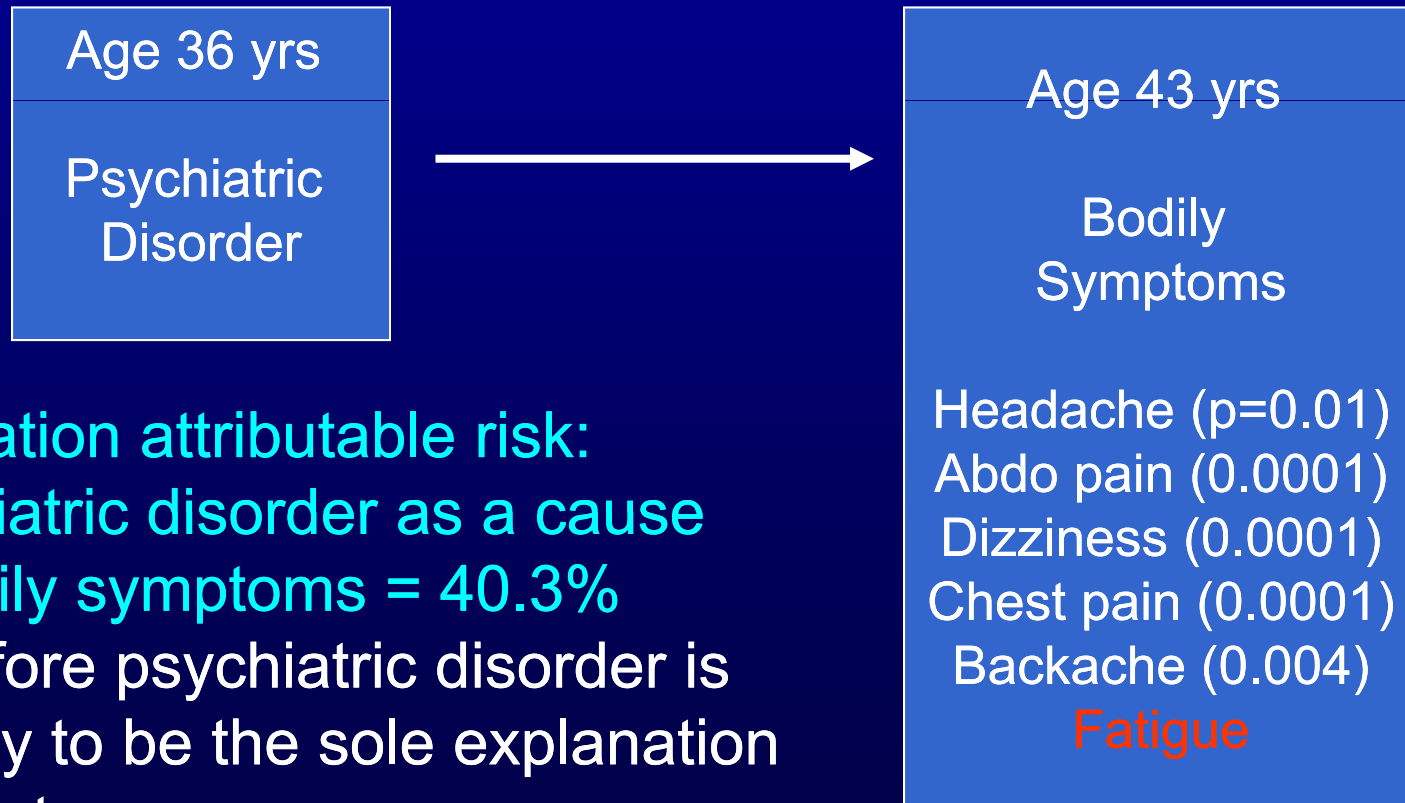 Age 36 yrs
Psychiatric
Disorder
Age 43 yrs
Bodily
Symptoms
Headache (p=0.01)
Abdo pain (0.0001)
Dizziness (0.0001)
Chest pain (0.0001)
Backache (0.004)
Fatigue
ation attributable risk:
iatric disorder as a cause
ily symptoms = 40.3%
fore psychiatric disorder is
y to be the sole explanation